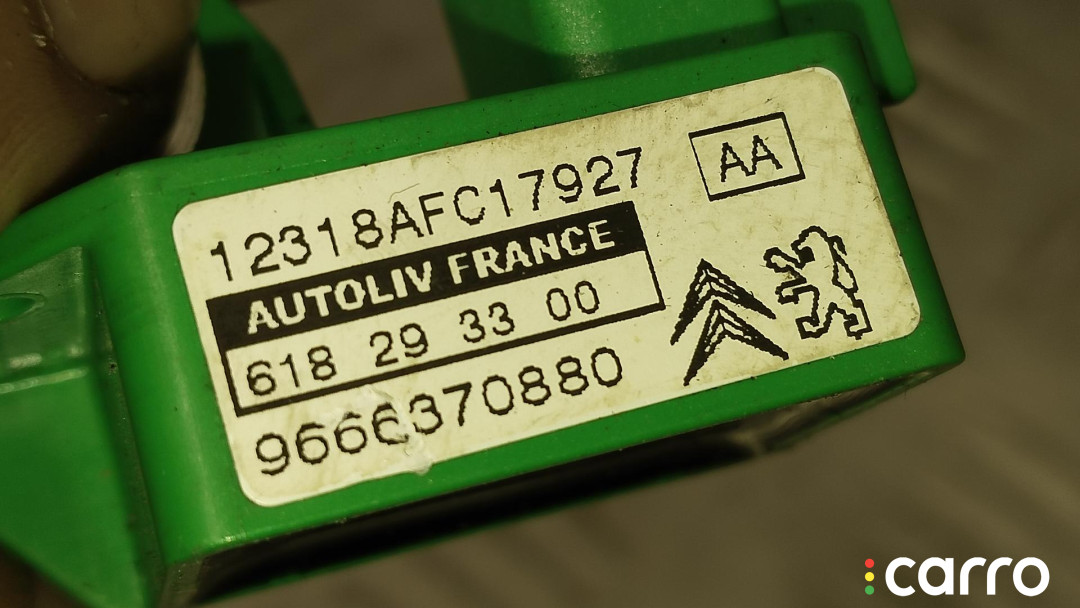 12318AFC17927
AA
AUTOLIV FRANCE
618 29 33 00
9666370880
carro